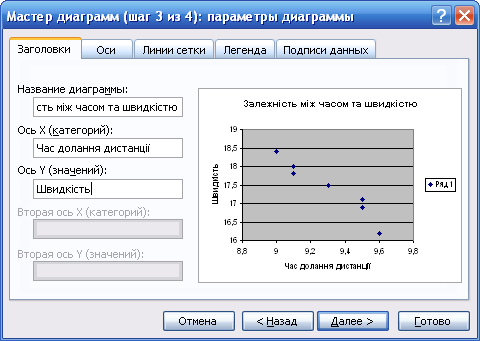 Мастер диаграмм (шаг 3 из 4): параметры диаграммы
Заголовки
Оси
Линии сетки
Легенда
Подписи данных
Название диаграммы:
сть між часом та швидкістю
Ось X (категорий):
Час долання дистанції
Ось Y (значений):
Швидкість
Вторая ось X (категорий):
Вторая ось Y (значений):
Залежність між часом та швидкістю
Швидкість
19
18,5
18
17,5
17
16,5
16
8,8 9 9,2 9,4 9,6 9,8
Час долання дистанції
Ряд1
Отмена
< Назад
Далее >
Готово